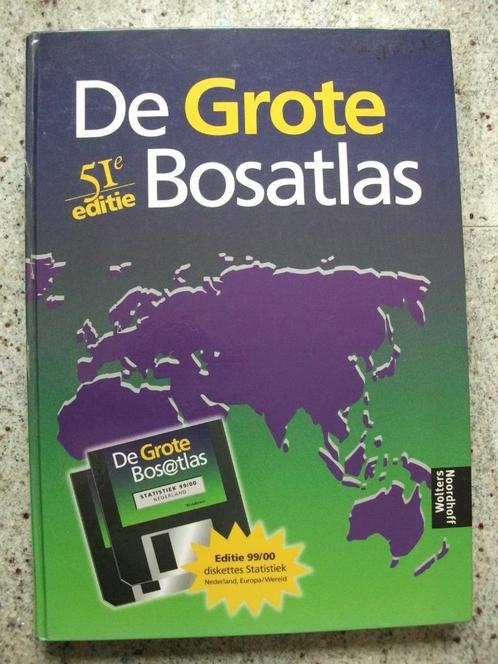 De Grote
51e
editie
Bosatlas
De Grote
Bos@tlas
STATISTIEK 99/00
NEDERLAND
Windows
Editie 99/00
diskettes Statistiek
Nederland, Europa/Wereld
Wolters
Noordhoff